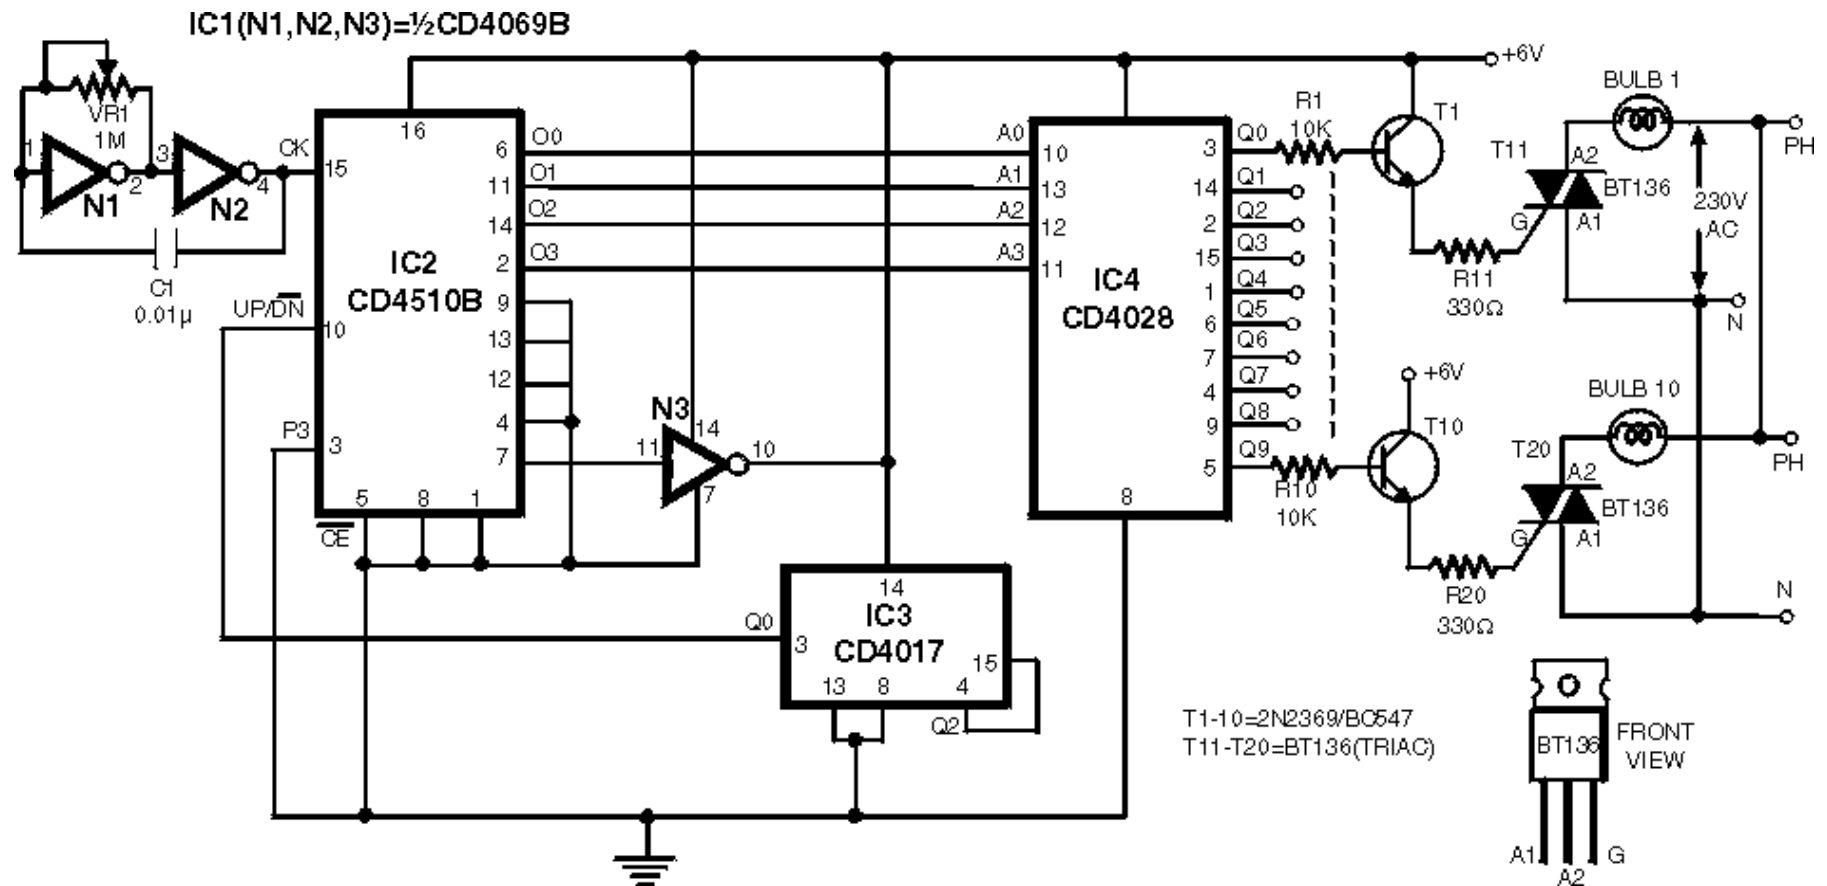 IC1(N1,N2,N3)=½CD4069B
+6V
VR1
1M
1
2
3
4
N1
N2
CK
C1
0.01µ
16
15
IC2
CD4510B
UP/DN
10
P3
3
6
O0
11
O1
14
O2
2
O3
9
13
12
4
7
5
8
1
CE
N3
11
14
10
7
A0
10
A1
13
A2
12
A3
11
IC4
CD4028
8
3
Q0
14
Q1
2
Q2
15
Q3
1
Q4
6
Q5
7
Q6
4
Q7
9
Q8
5
Q9
R1
10K
T1
R11
330Ω
T11
A2
BT136
G
A1
BULB 1
PH
230V
AC
N
R10
10K
+6V
T10
R20
330Ω
T20
A2
BT136
G
A1
BULB 10
PH
N
14
IC3
CD4017
Q0
3
15
13
8
4
Q2
T1-10=2N2369/BC547
T11-T20=BT136(TRIAC)
BT136
FRONT
VIEW
A1
A2
G